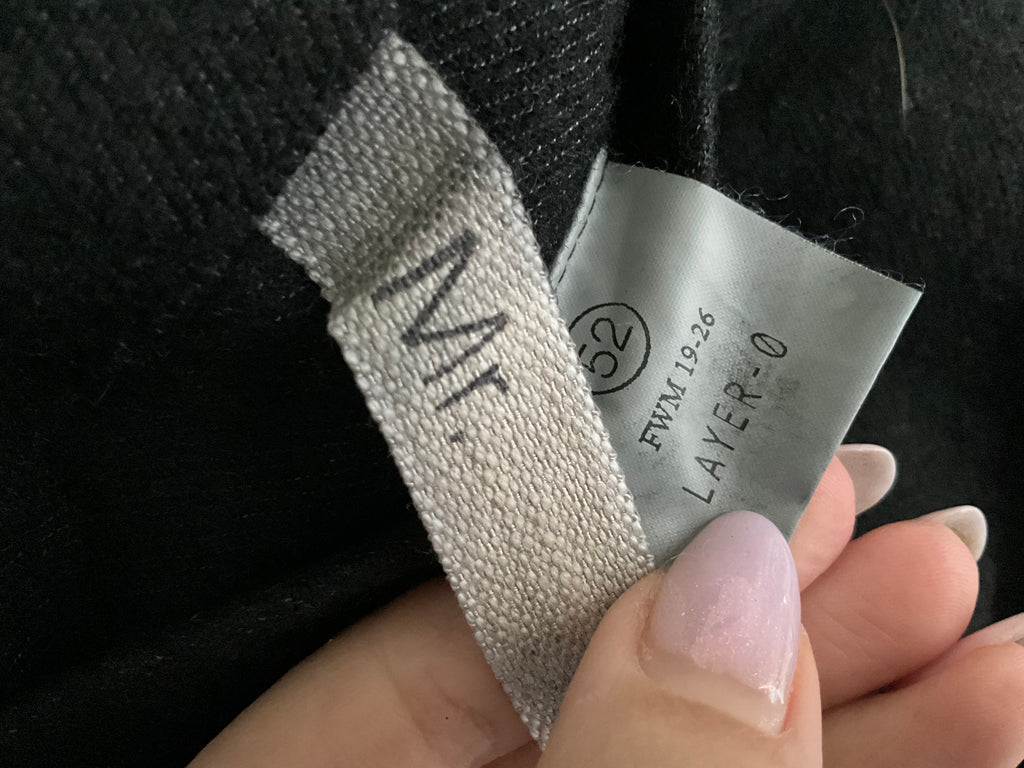 Mr.
52
FWM 19-26
LAYER-0